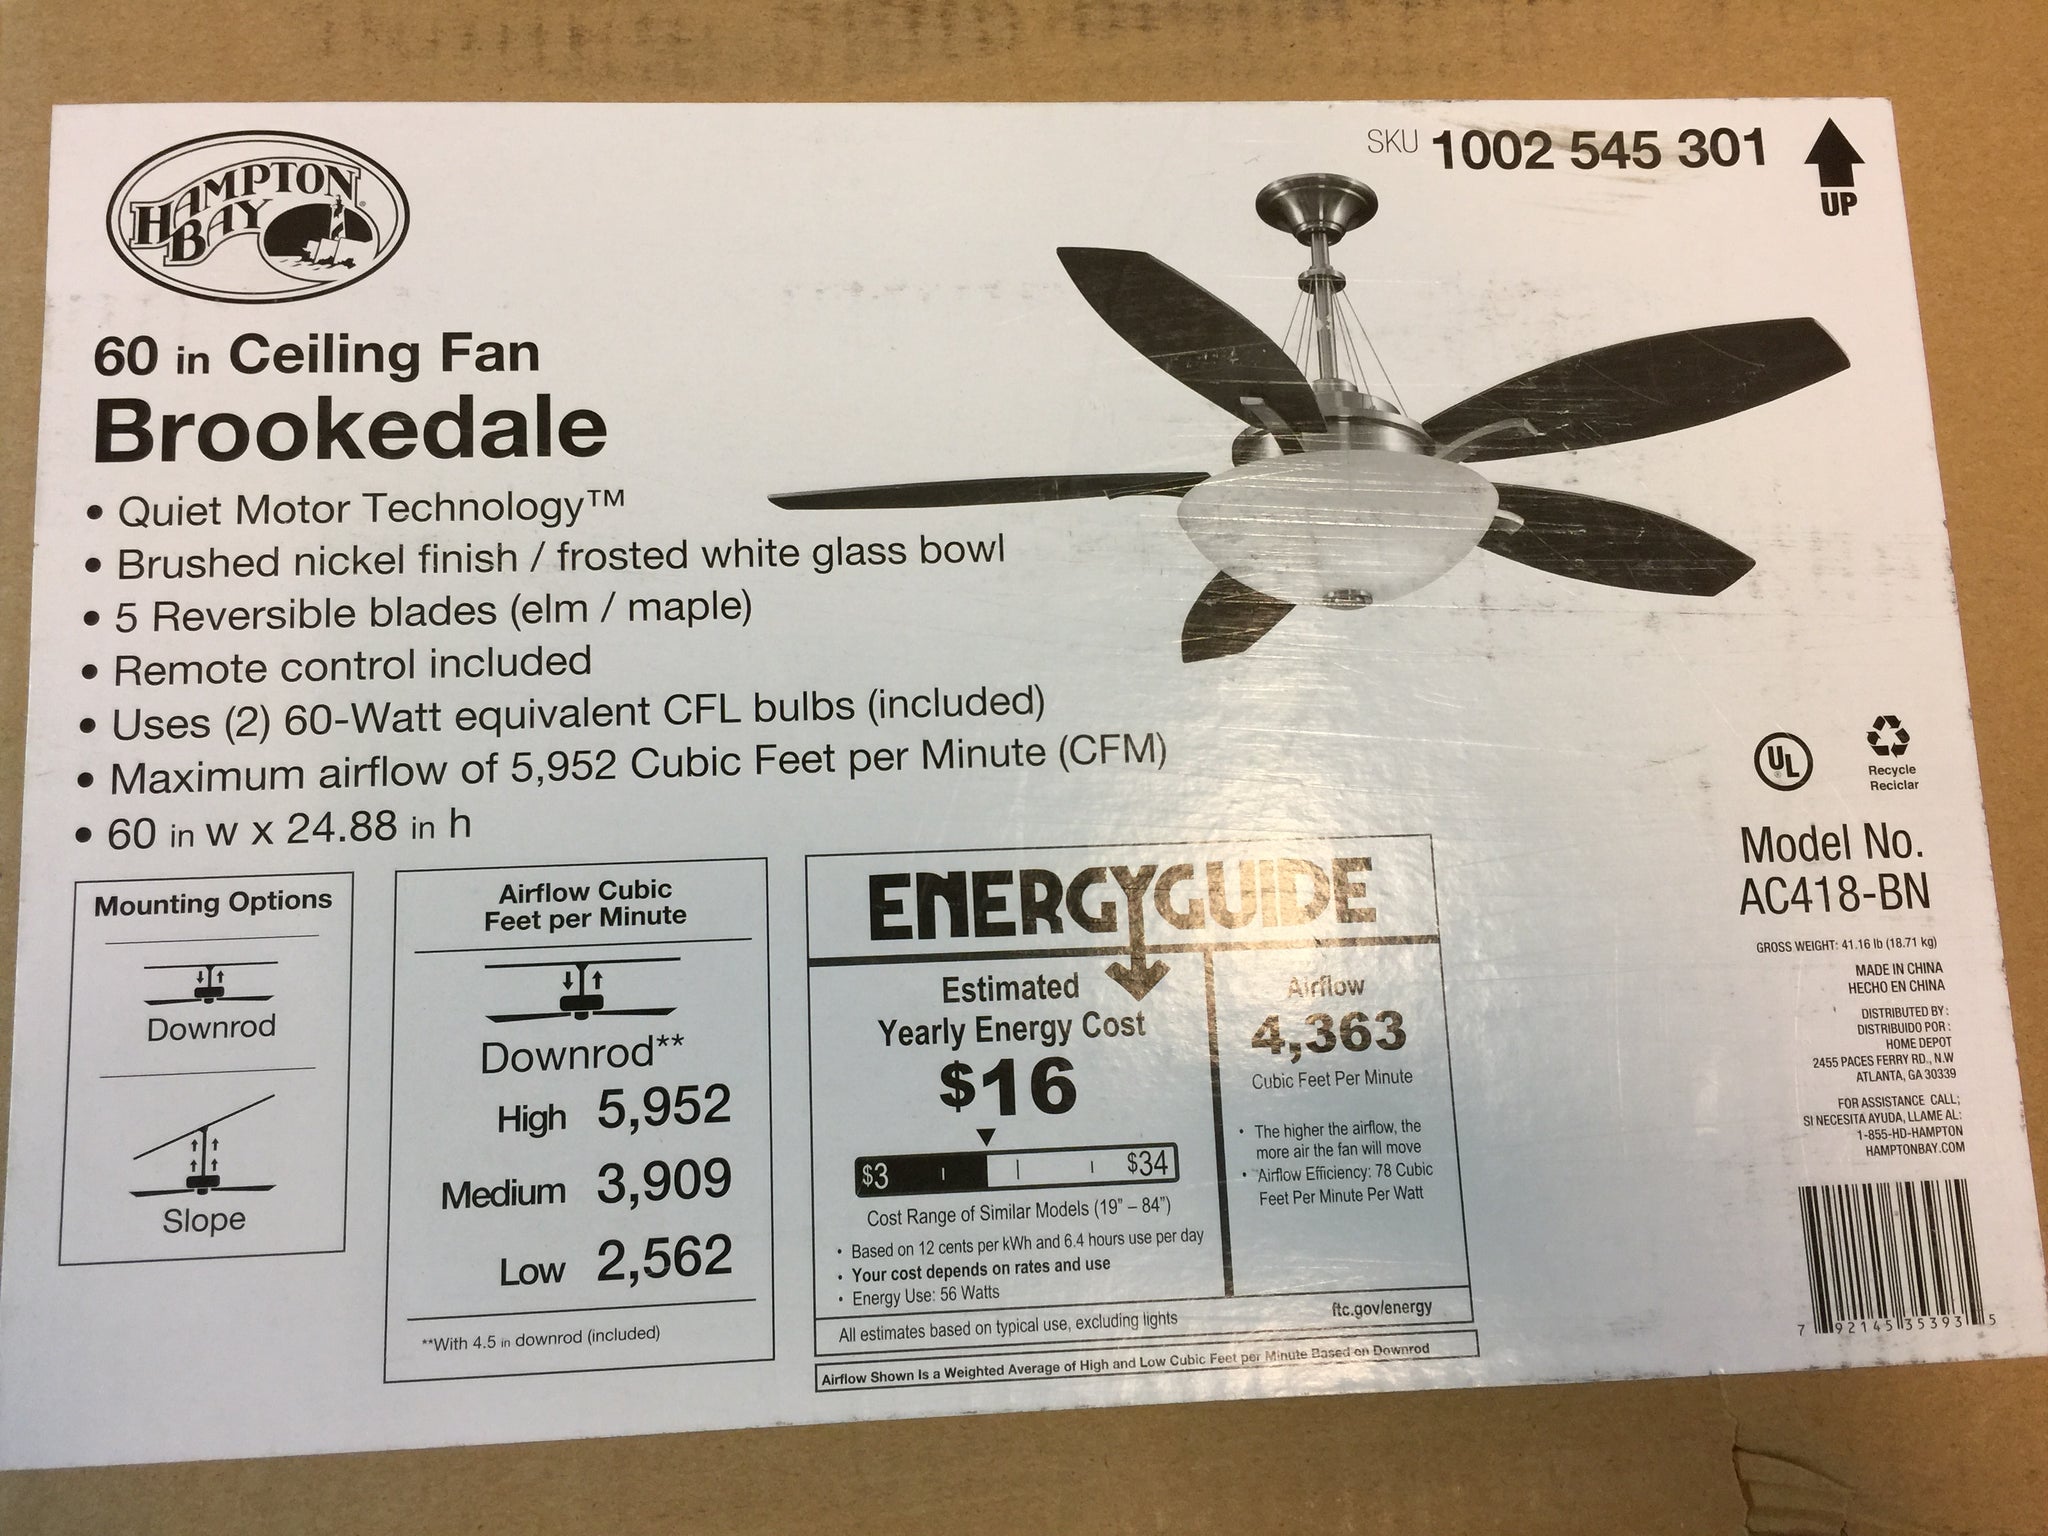 HAMPTON BAY®
SKU 1002 545 301
UP
60 in Ceiling Fan
Brookedale
• Quiet Motor Technology™
• Brushed nickel finish / frosted white glass bowl
• 5 Reversible blades (elm / maple)
• Remote control included
• Uses (2) 60-Watt equivalent CFL bulbs (included)
• Maximum airflow of 5,952 Cubic Feet per Minute (CFM)
• 60 in w x 24.88 in h
Mounting Options
Downrod
Slope
Airflow Cubic
Feet per Minute
Downrod**
High 5,952
Medium 3,909
Low 2,562
**With 4.5 in downrod (included)
ENERGYGUIDE
Estimated
Yearly Energy Cost
$16
$3 $34
Cost Range of Similar Models (19" – 84")
• Based on 12 cents per kWh and 6.4 hours use per day
• Your cost depends on rates and use
• Energy Use: 56 Watts
Airflow
4,363
Cubic Feet Per Minute
• The higher the airflow, the
more air the fan will move
• Airflow Efficiency: 78 Cubic
Feet Per Minute Per Watt
All estimates based on typical use, excluding lights
ftc.gov/energy
Airflow Shown Is a Weighted Average of High and Low Cubic Feet per Minute Based on Downrod
UL®
Recycle
Reciclar
Model No.
AC418-BN
GROSS WEIGHT: 41.16 lb (18.71 kg)
MADE IN CHINA
HECHO EN CHINA
DISTRIBUTED BY:
DISTRIBUIDO POR:
HOME DEPOT
2455 PACES FERRY RD., N.W
ATLANTA, GA 30339
FOR ASSISTANCE CALL;
SI NECESITA AYUDA, LLAME AL:
1-855-HD-HAMPTON
HAMPTONBAY.COM
7 92145 35393 5